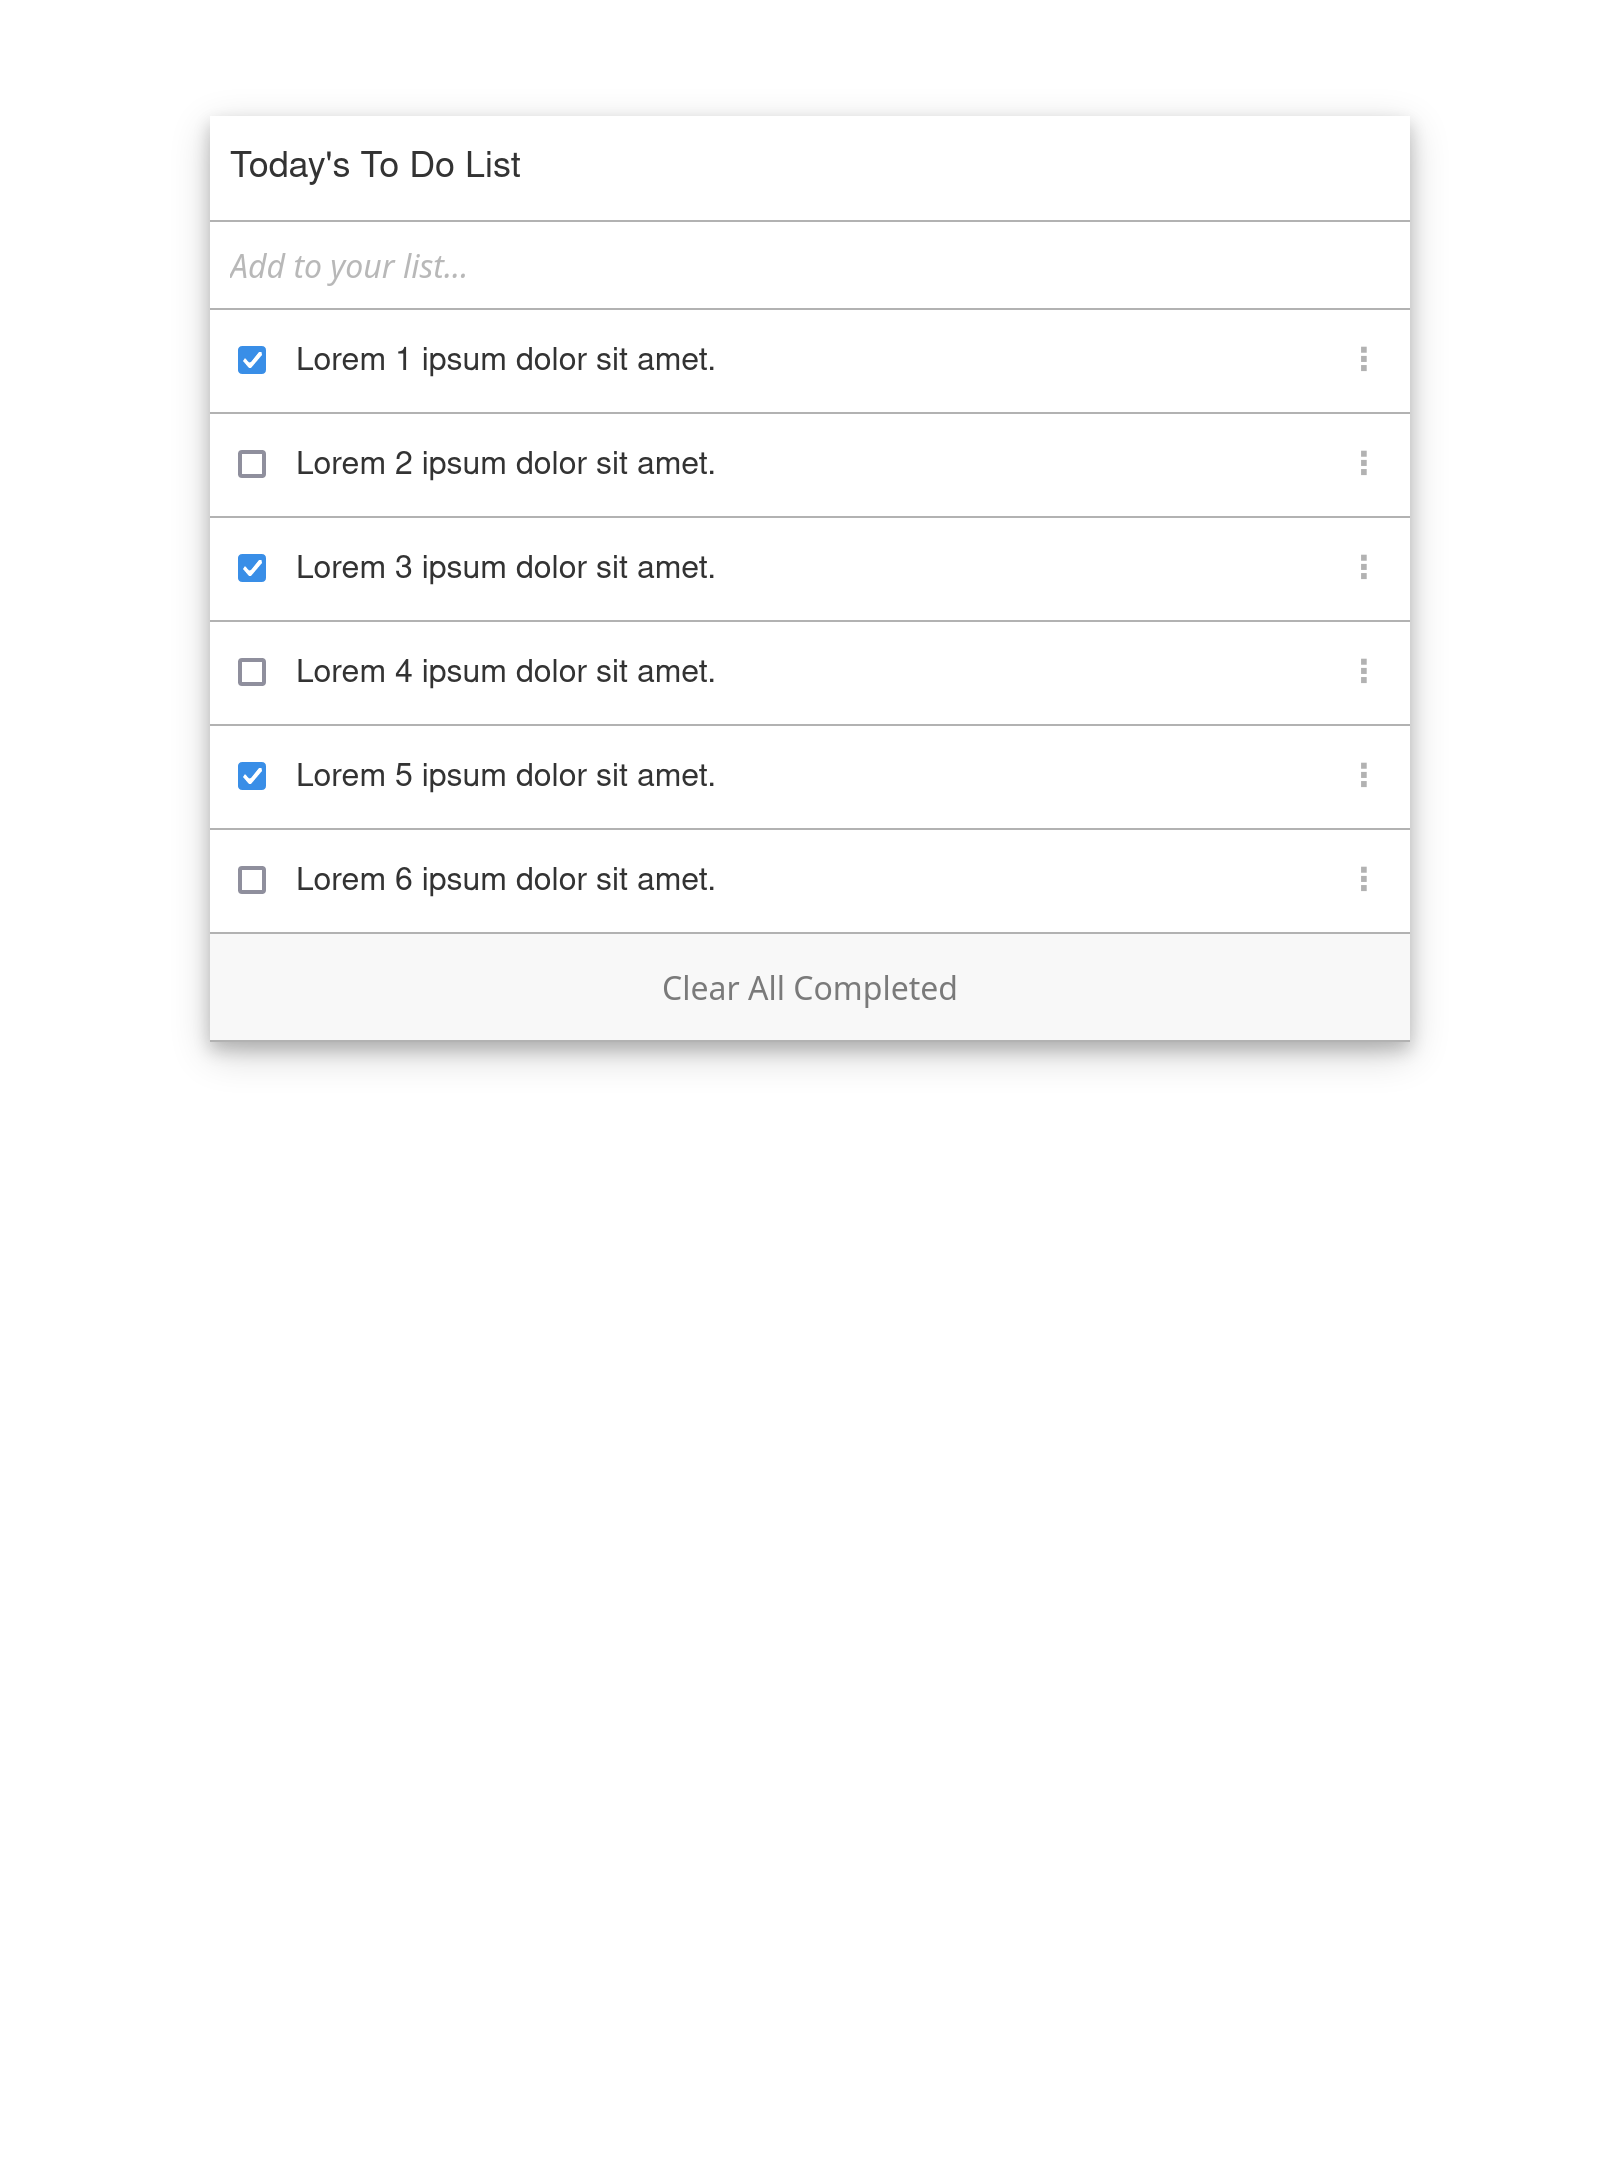 Today's To Do List
Add to your list...
Lorem 1 ipsum dolor sit amet.
Lorem 2 ipsum dolor sit amet.
Lorem 3 ipsum dolor sit amet.
Lorem 4 ipsum dolor sit amet.
Lorem 5 ipsum dolor sit amet.
Lorem 6 ipsum dolor sit amet.
Clear All Completed